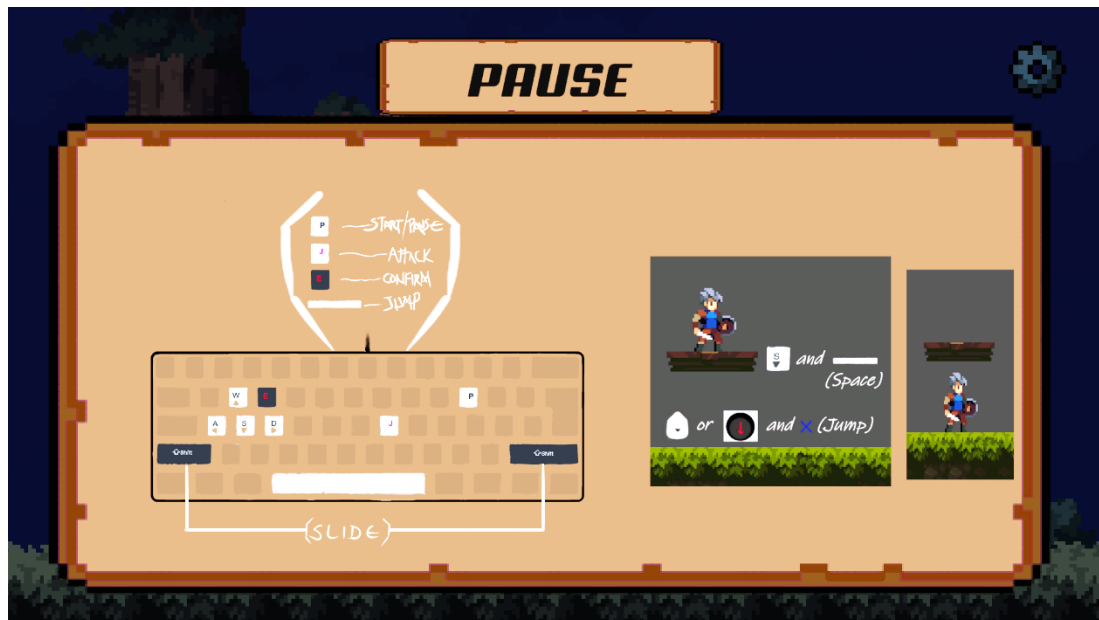 PAUSE
P START/PAUSE
J ATTACK
E CONFIRM
JUMP
W E P
A S D J
Shift Shift
(SLIDE)
S and
(Space)
or and X (Jump)